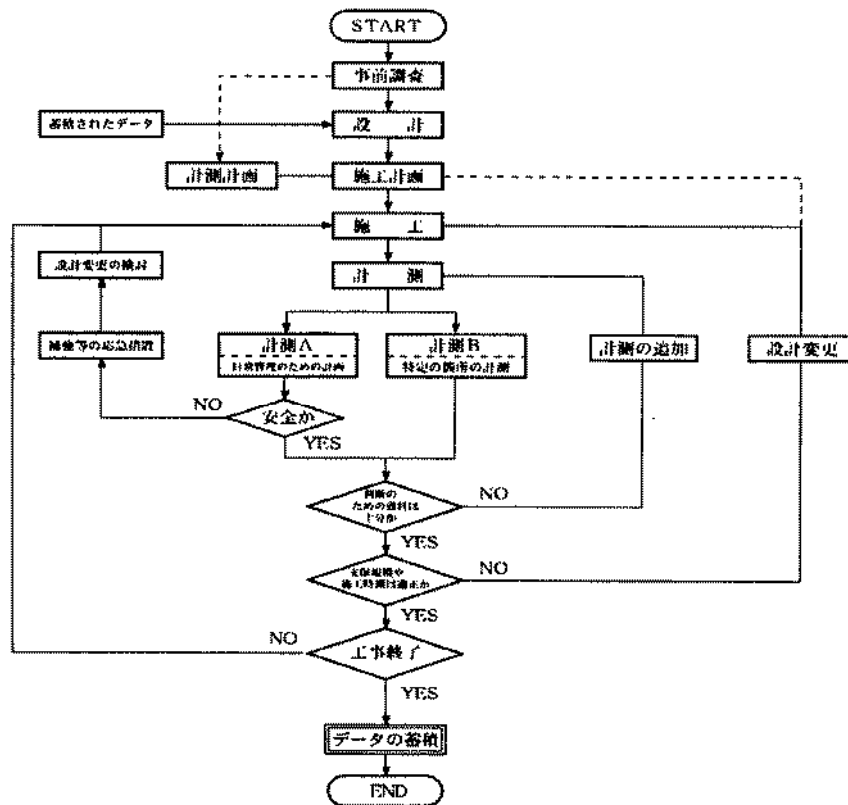 START
事前調査
蓄積されたデータ
設 計
計測計画
施工計画
施 工
設計変更の検討
計 測
補強等の応急措置
計測A
日常管理のための計画
計測B
特定の箇所の計測
計測の追加
設計変更
NO
安全か
YES
判断の
ための資料は
十分か
NO
YES
支保規模や
施工時期は適正か
NO
YES
NO
工事終了
YES
データの蓄積
END